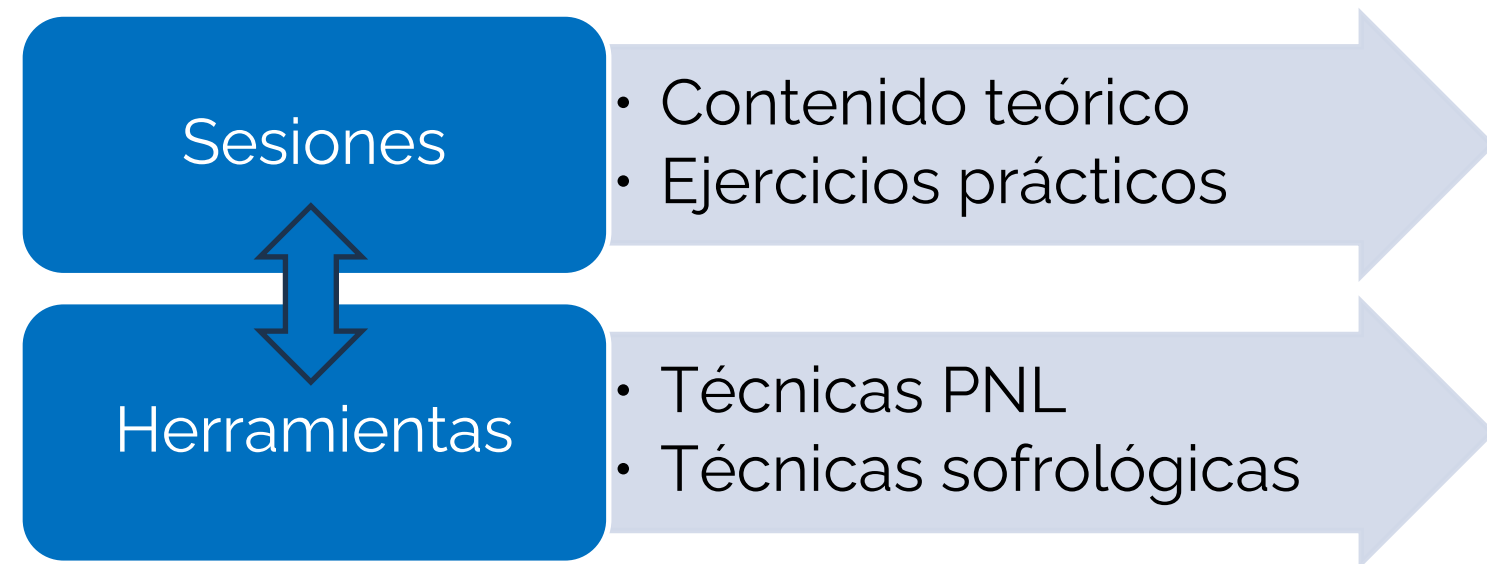 Sesiones
• Contenido teórico
• Ejercicios prácticos
Herramientas
• Técnicas PNL
• Técnicas sofrológicas